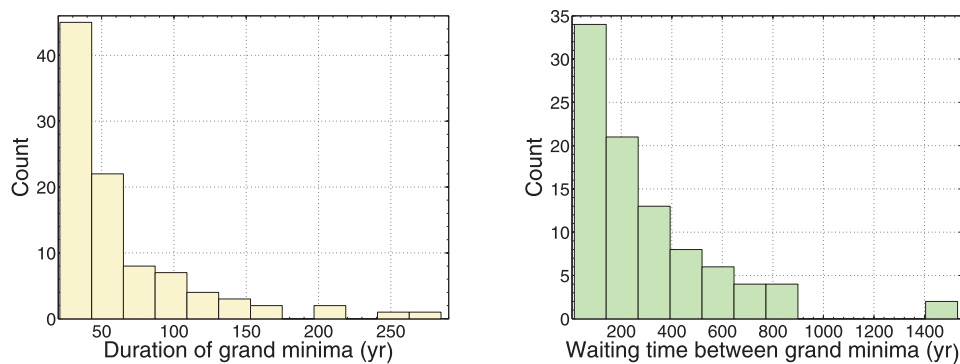 Count
40
30
20
10
0
50 100 150 200 250
Duration of grand minima (yr)
Count
35
30
25
20
15
10
5
0
200 400 600 800 1000 1200 1400
Waiting time between grand minima (yr)